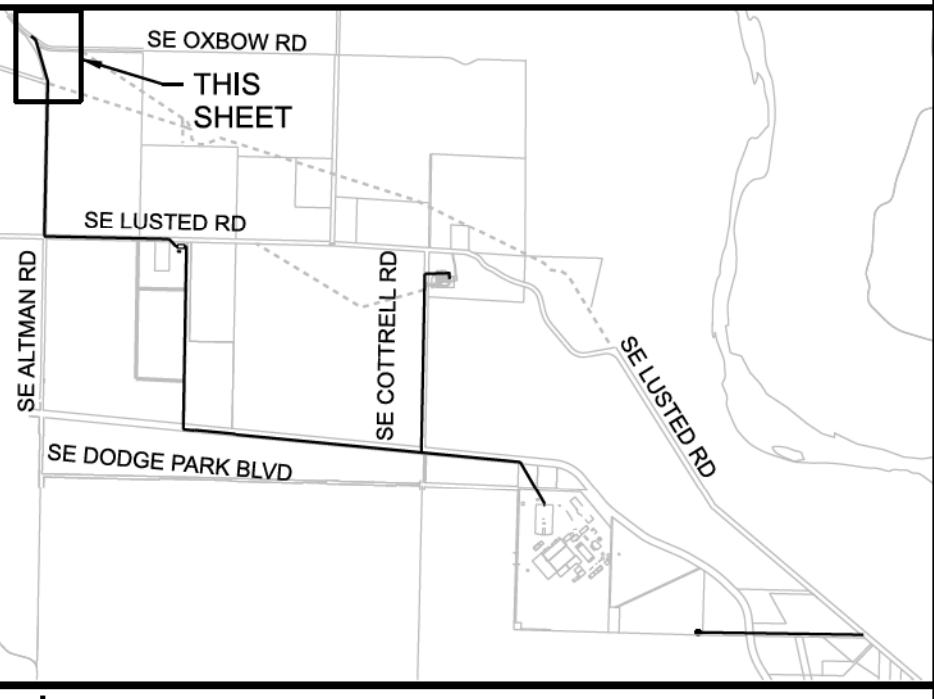 SE OXBOW RD
THIS
SHEET
SE LUSTED RD
SE ALTMAN RD
SE COTTRELL RD
SE LUSTED RD
SE DODGE PARK BLVD